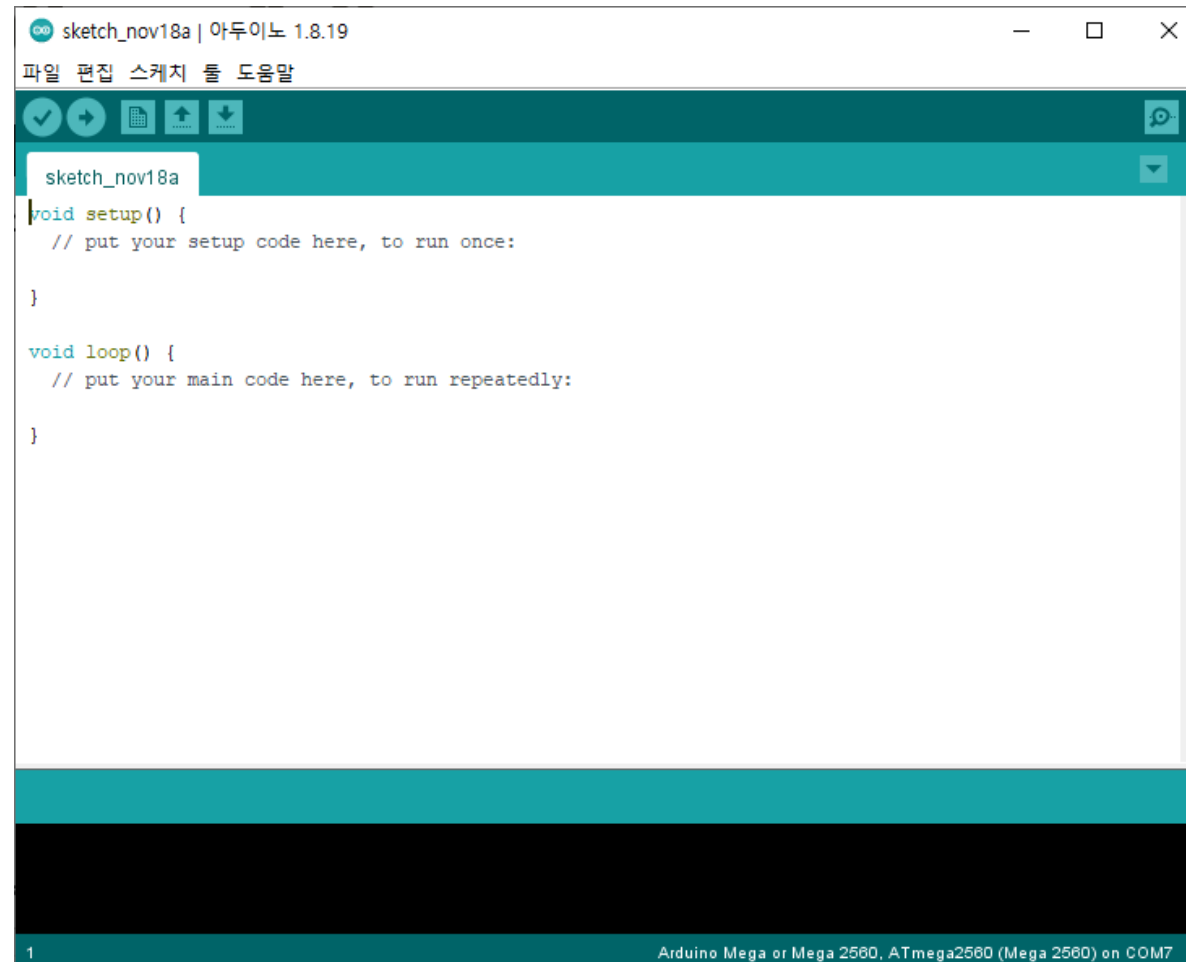 sketch_nov18a | 아두이노 1.8.19
파일 편집 스케치 툴 도움말
sketch_nov18a
void setup() {
  // put your setup code here, to run once:
}
void loop() {
  // put your main code here, to run repeatedly:
}
1 Arduino Mega or Mega 2560, ATmega2560 (Mega 2560) on COM7